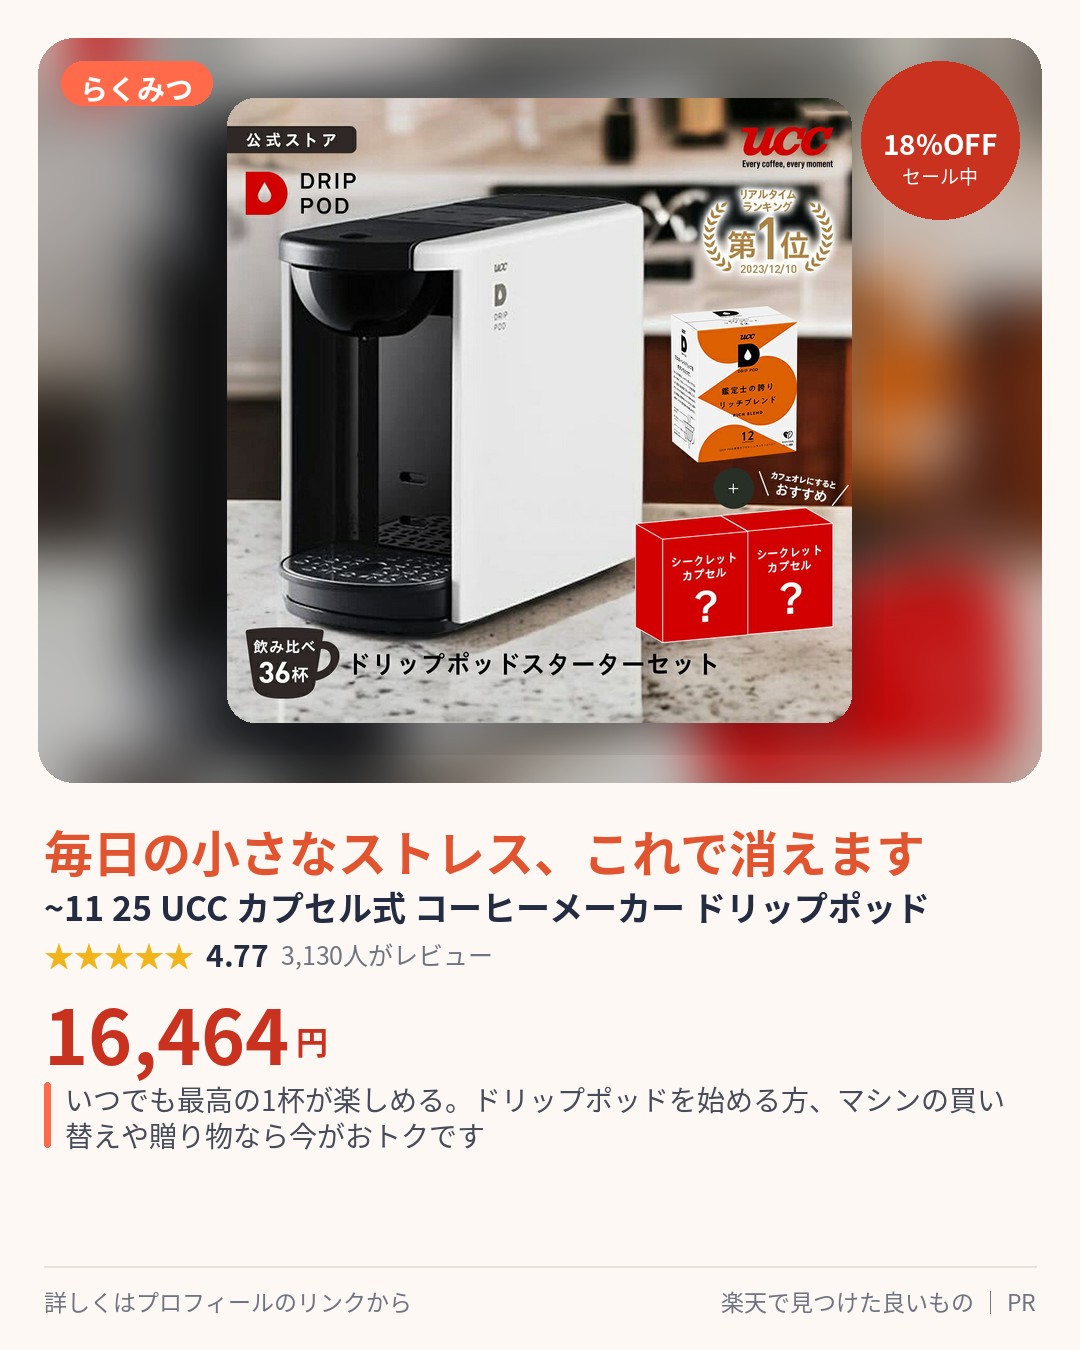 らくみつ
18%OFF
セール中
公式ストア
DRIP
POD
ucc
Every coffee, every moment
リアルタイム
ランキング
第1位
2023/12/10
ucc
D
DRIP
POD
ucc
D
DRIP POD
鑑定士の誇り
リッチブレンド
RICH BLEND
12
+
カフェオレにすると
おすすめ
シークレット
カプセル
?
シークレット
カプセル
?
飲み比べ
36杯
ドリップポッドスターターセット
毎日の小さなストレス、これで消えます
~11 25 UCC カプセル式 コーヒーメーカー ドリップポッド
★★★★★ 4.77 3,130人がレビュー
16,464円
いつでも最高の1杯が楽しめる。ドリップポッドを始める方、マシンの買い
替えや贈り物なら今がおトクです
詳しくはプロフィールのリンクから
楽天で見つけた良いもの｜PR